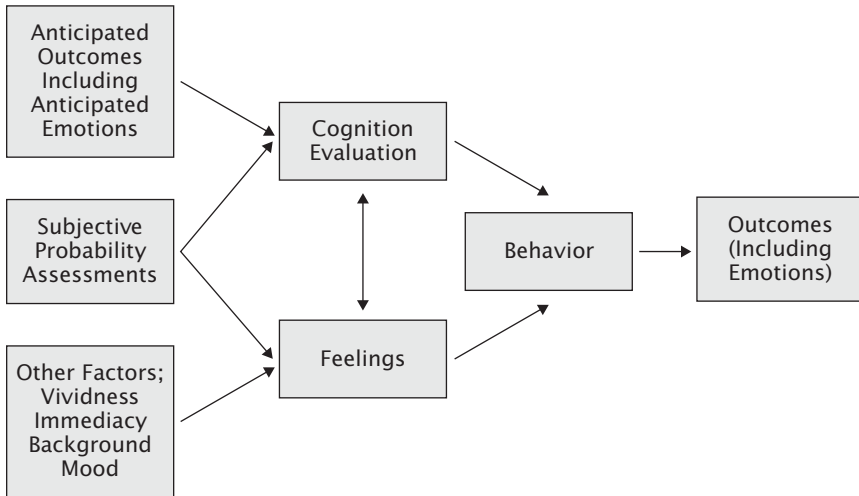 Anticipated
Outcomes
Including
Anticipated
Emotions
Subjective
Probability
Assessments
Other Factors;
Vividness
Immediacy
Background
Mood
Cognition
Evaluation
Feelings
Behavior
Outcomes
(Including
Emotions)